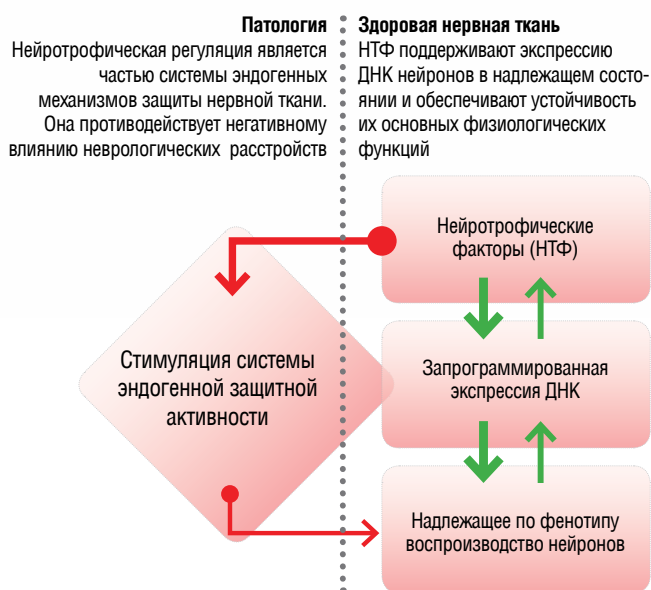 Патология
Нейротрофическая регуляция является
частью системы эндогенных
механизмов защиты нервной ткани.
Она противодействует негативному
влиянию неврологических расстройств
Здоровая нервная ткань
НТФ поддерживают экспрессию
ДНК нейронов в надлежащем состо-
янии и обеспечивают устойчивость
их основных физиологических
функций
Нейротрофические
факторы (НТФ)
Стимуляция системы
эндогенной защитной
активности
Запрограммированная
экспрессия ДНК
Надлежащее по фенотипу
воспроизводство нейронов